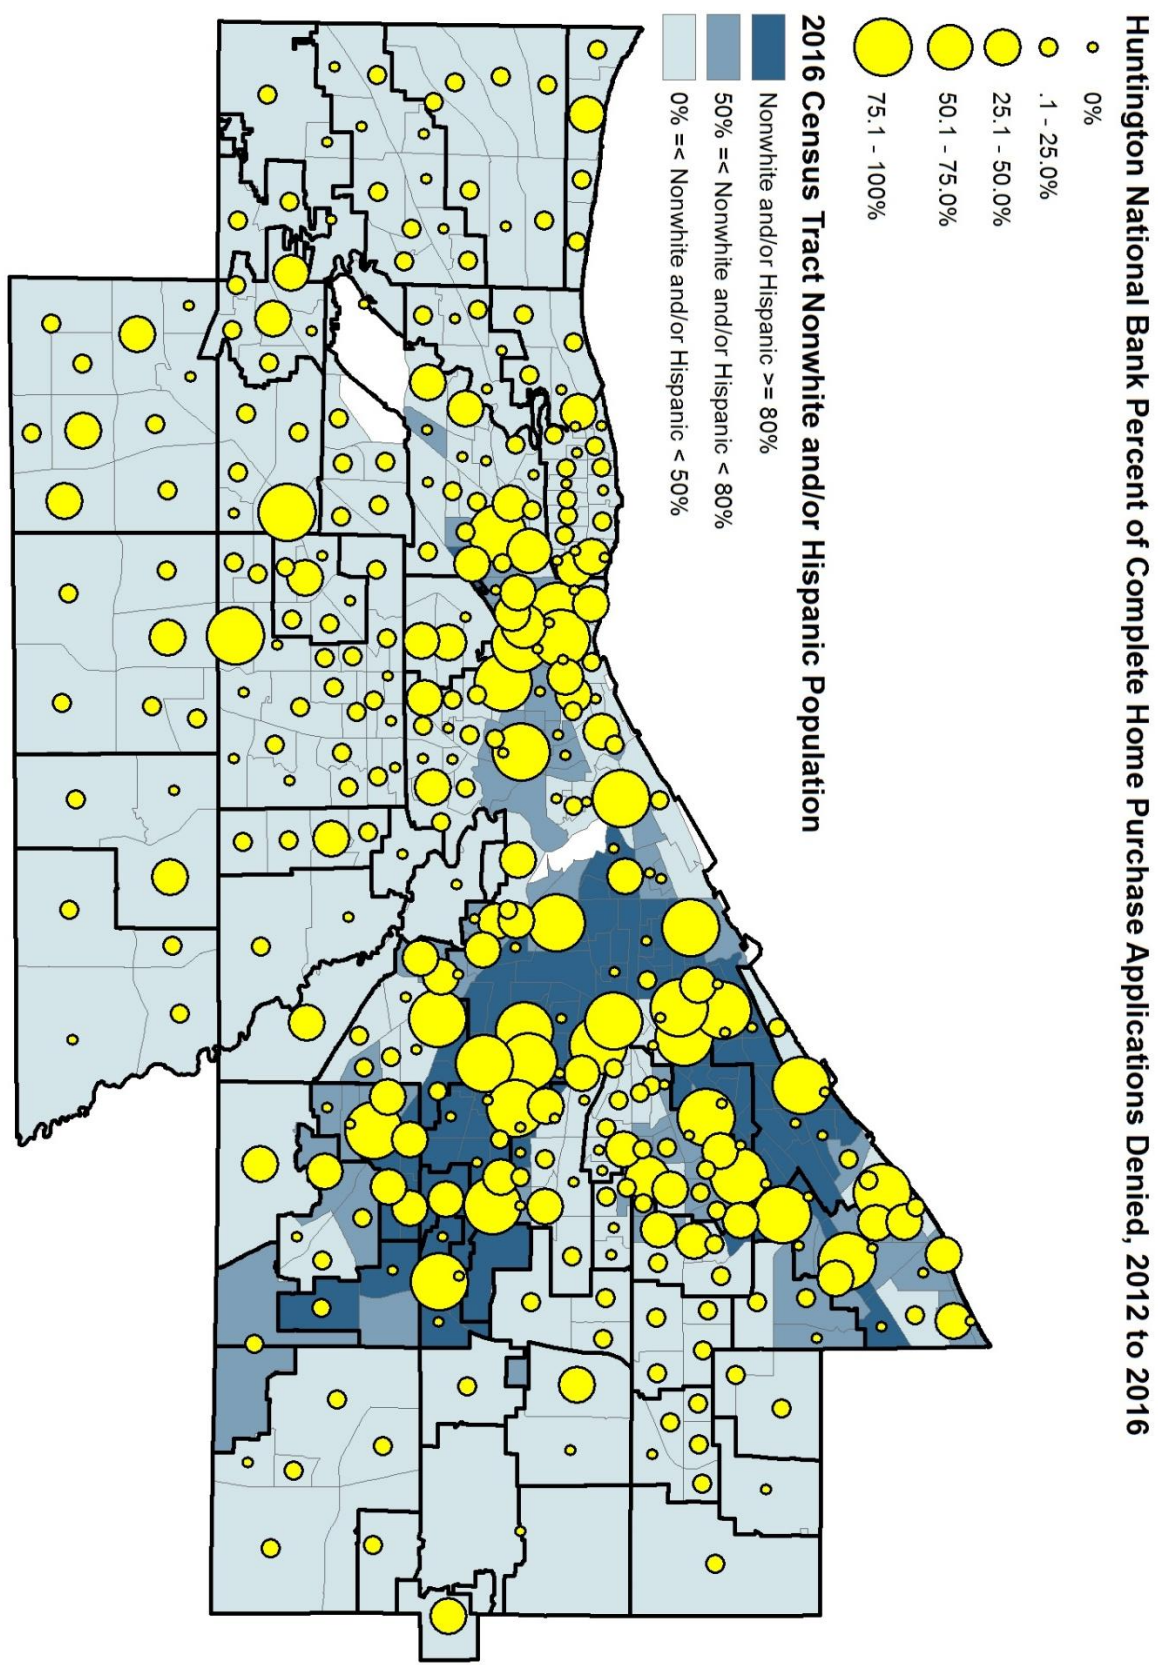 Huntington National Bank Percent of Complete Home Purchase Applications Denied, 2012 to 2016
0%
.1 - 25.0%
25.1 - 50.0%
50.1 - 75.0%
75.1 - 100%
2016 Census Tract Nonwhite and/or Hispanic Population
Nonwhite and/or Hispanic >= 80%
50% =< Nonwhite and/or Hispanic < 80%
0% =< Nonwhite and/or Hispanic < 50%